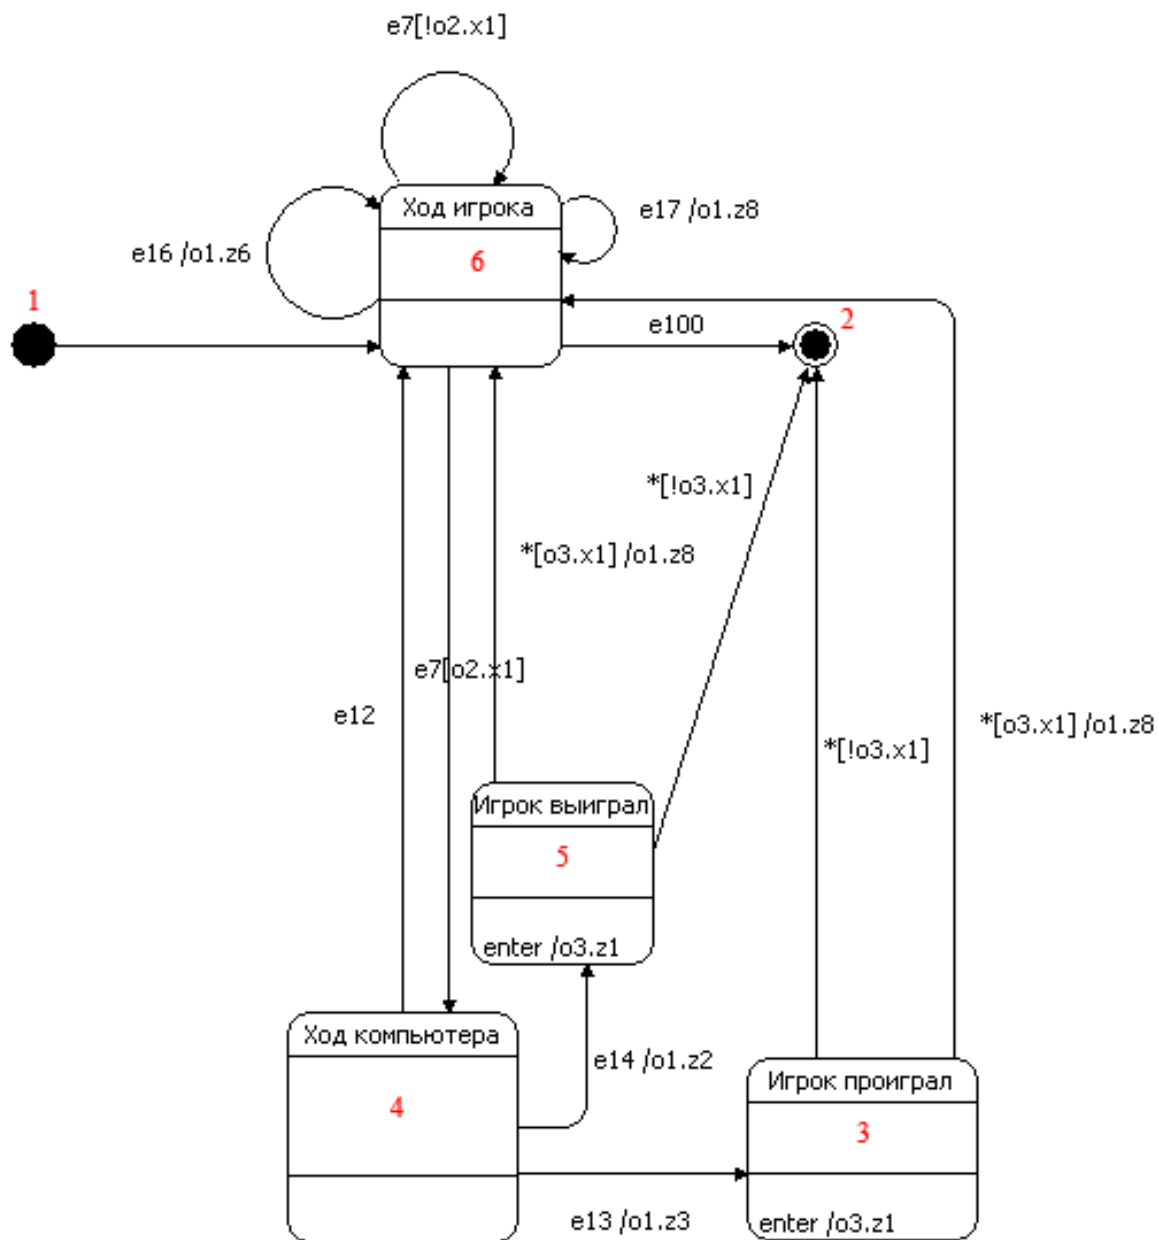 e7[!o2.x1]
Ход игрока
e17 /o1.z8
e16 /o1.z6
6
1
e100
2
*[!o3.x1]
*[o3.x1] /o1.z8
e7[o2.x1]
e12
*[o3.x1] /o1.z8
*[!o3.x1]
Игрок выиграл
5
enter /o3.z1
Ход компьютера
e14 /o1.z2
Игрок проиграл
4
3
e13 /o1.z3
enter /o3.z1